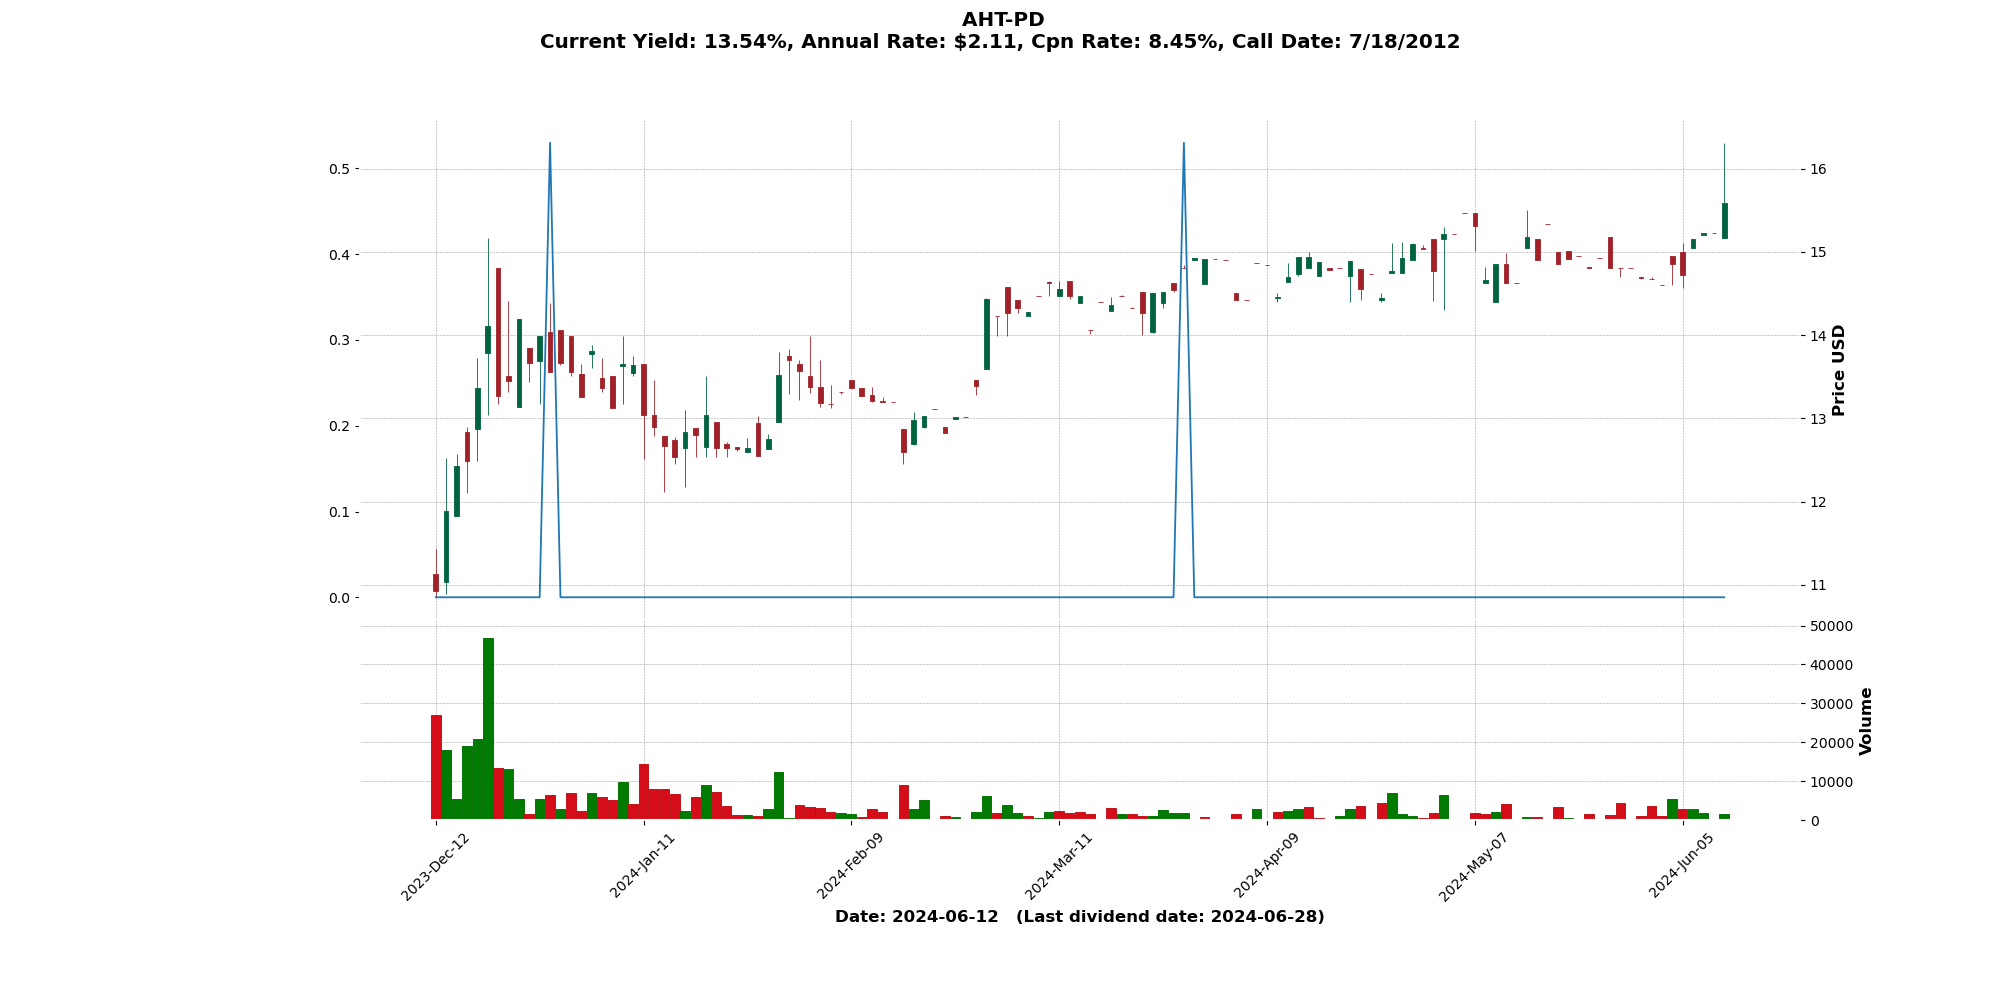 AHT-PD
Current Yield: 13.54%, Annual Rate: $2.11, Cpn Rate: 8.45%, Call Date: 7/18/2012
0.5
0.4
0.3
0.2
0.1
0.0
16
15
14
13
12
11
Price USD
50000
40000
30000
20000
10000
0
Volume
2023-Dec-12
2024-Jan-11
2024-Feb-09
2024-Mar-11
2024-Apr-09
2024-May-07
2024-Jun-05
Date: 2024-06-12   (Last dividend date: 2024-06-28)